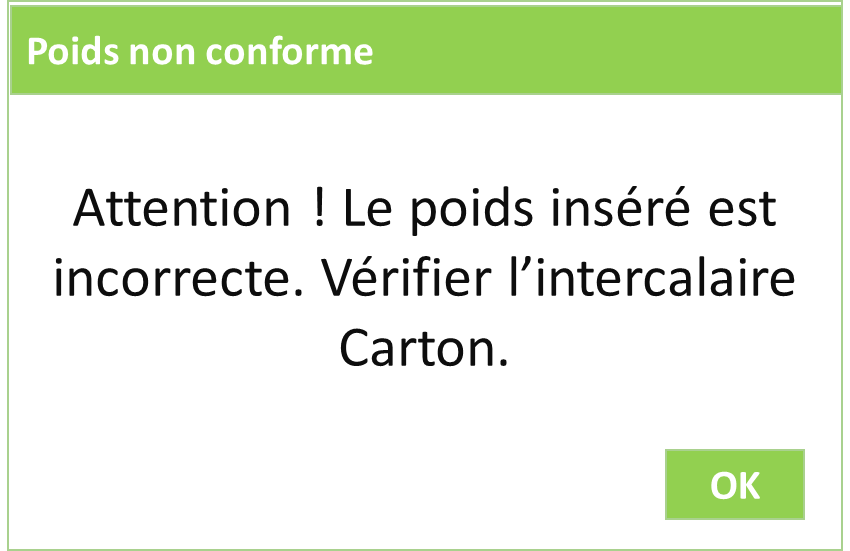 Poids non conforme
Attention ! Le poids inséré est
incorrecte. Vérifier l’intercalaire
Carton.
OK